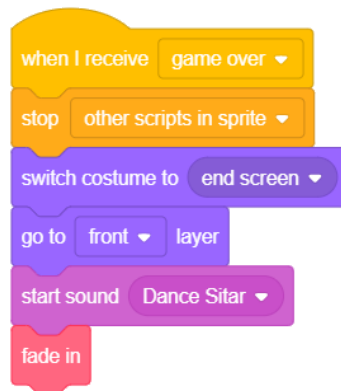 when I receive game over
stop other scripts in sprite
switch costume to end screen
go to front layer
start sound Dance Sitar
fade in